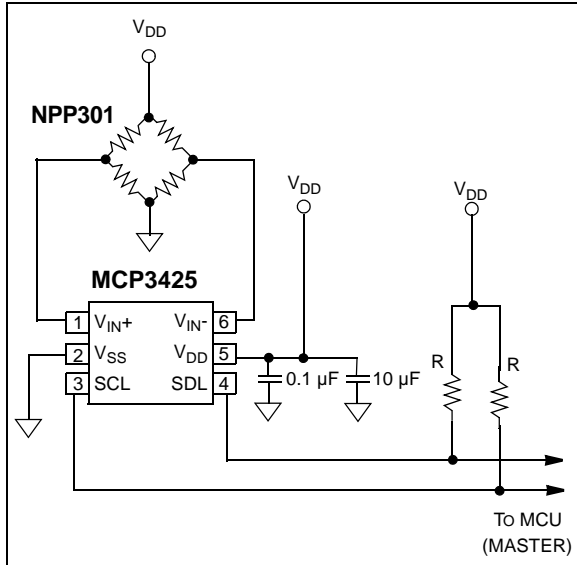 VDD
NPP301
VDD
VDD
MCP3425
1 VIN+ VIN- 6
2 VSS VDD 5
3 SCL SDL 4
0.1 µF
10 µF
R
R
TO MCU
(MASTER)